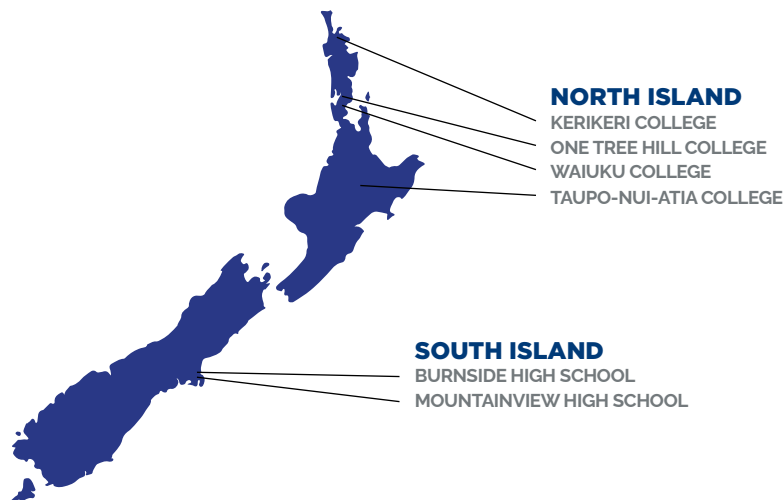 NORTH ISLAND
KERIKERI COLLEGE
ONE TREE HILL COLLEGE
WAIUKU COLLEGE
TAUPO-NUI-ATIA COLLEGE
SOUTH ISLAND
BURNSIDE HIGH SCHOOL
MOUNTAINVIEW HIGH SCHOOL